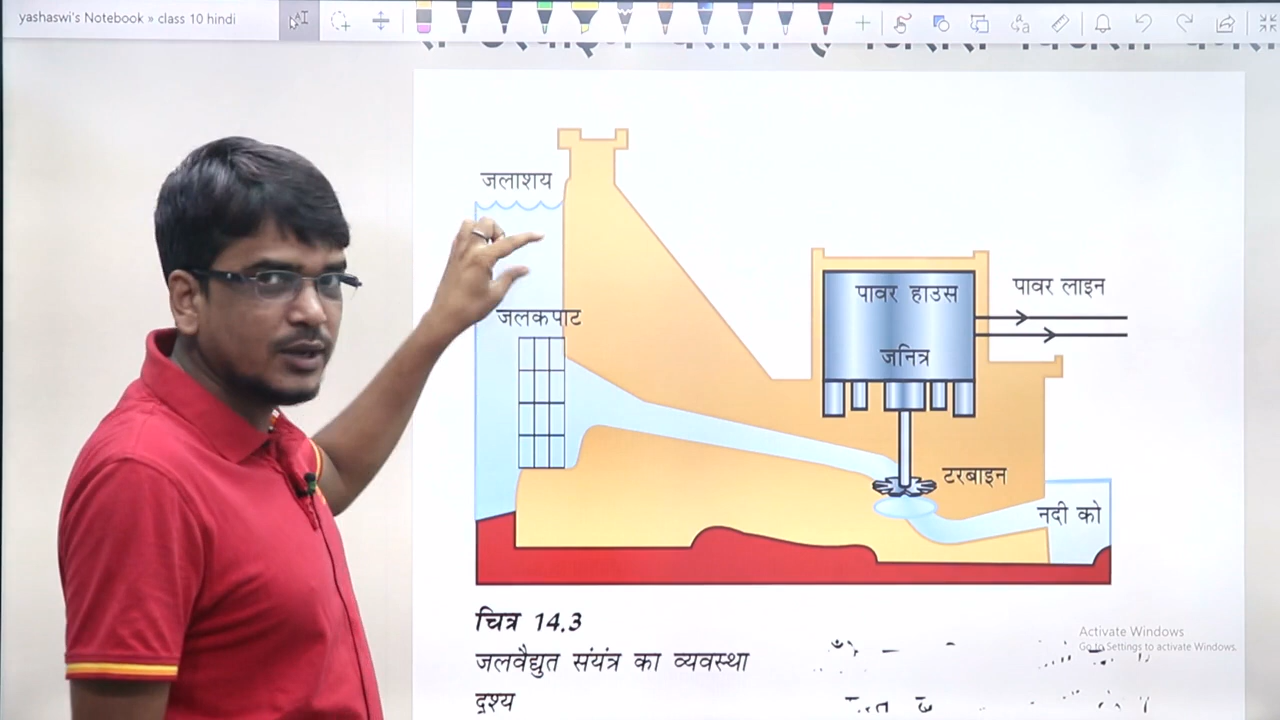 yashaswi's Notebook » class 10 hindi
जलाशय
जलकपाट
पावर हाउस
जनित्र
पावर लाइन
टरबाइन
नदी को
चित्र 14.3
जलवैद्युत संयंत्र का व्यवस्था
दृश्य
Activate Windows
Go to Settings to activate Windows.